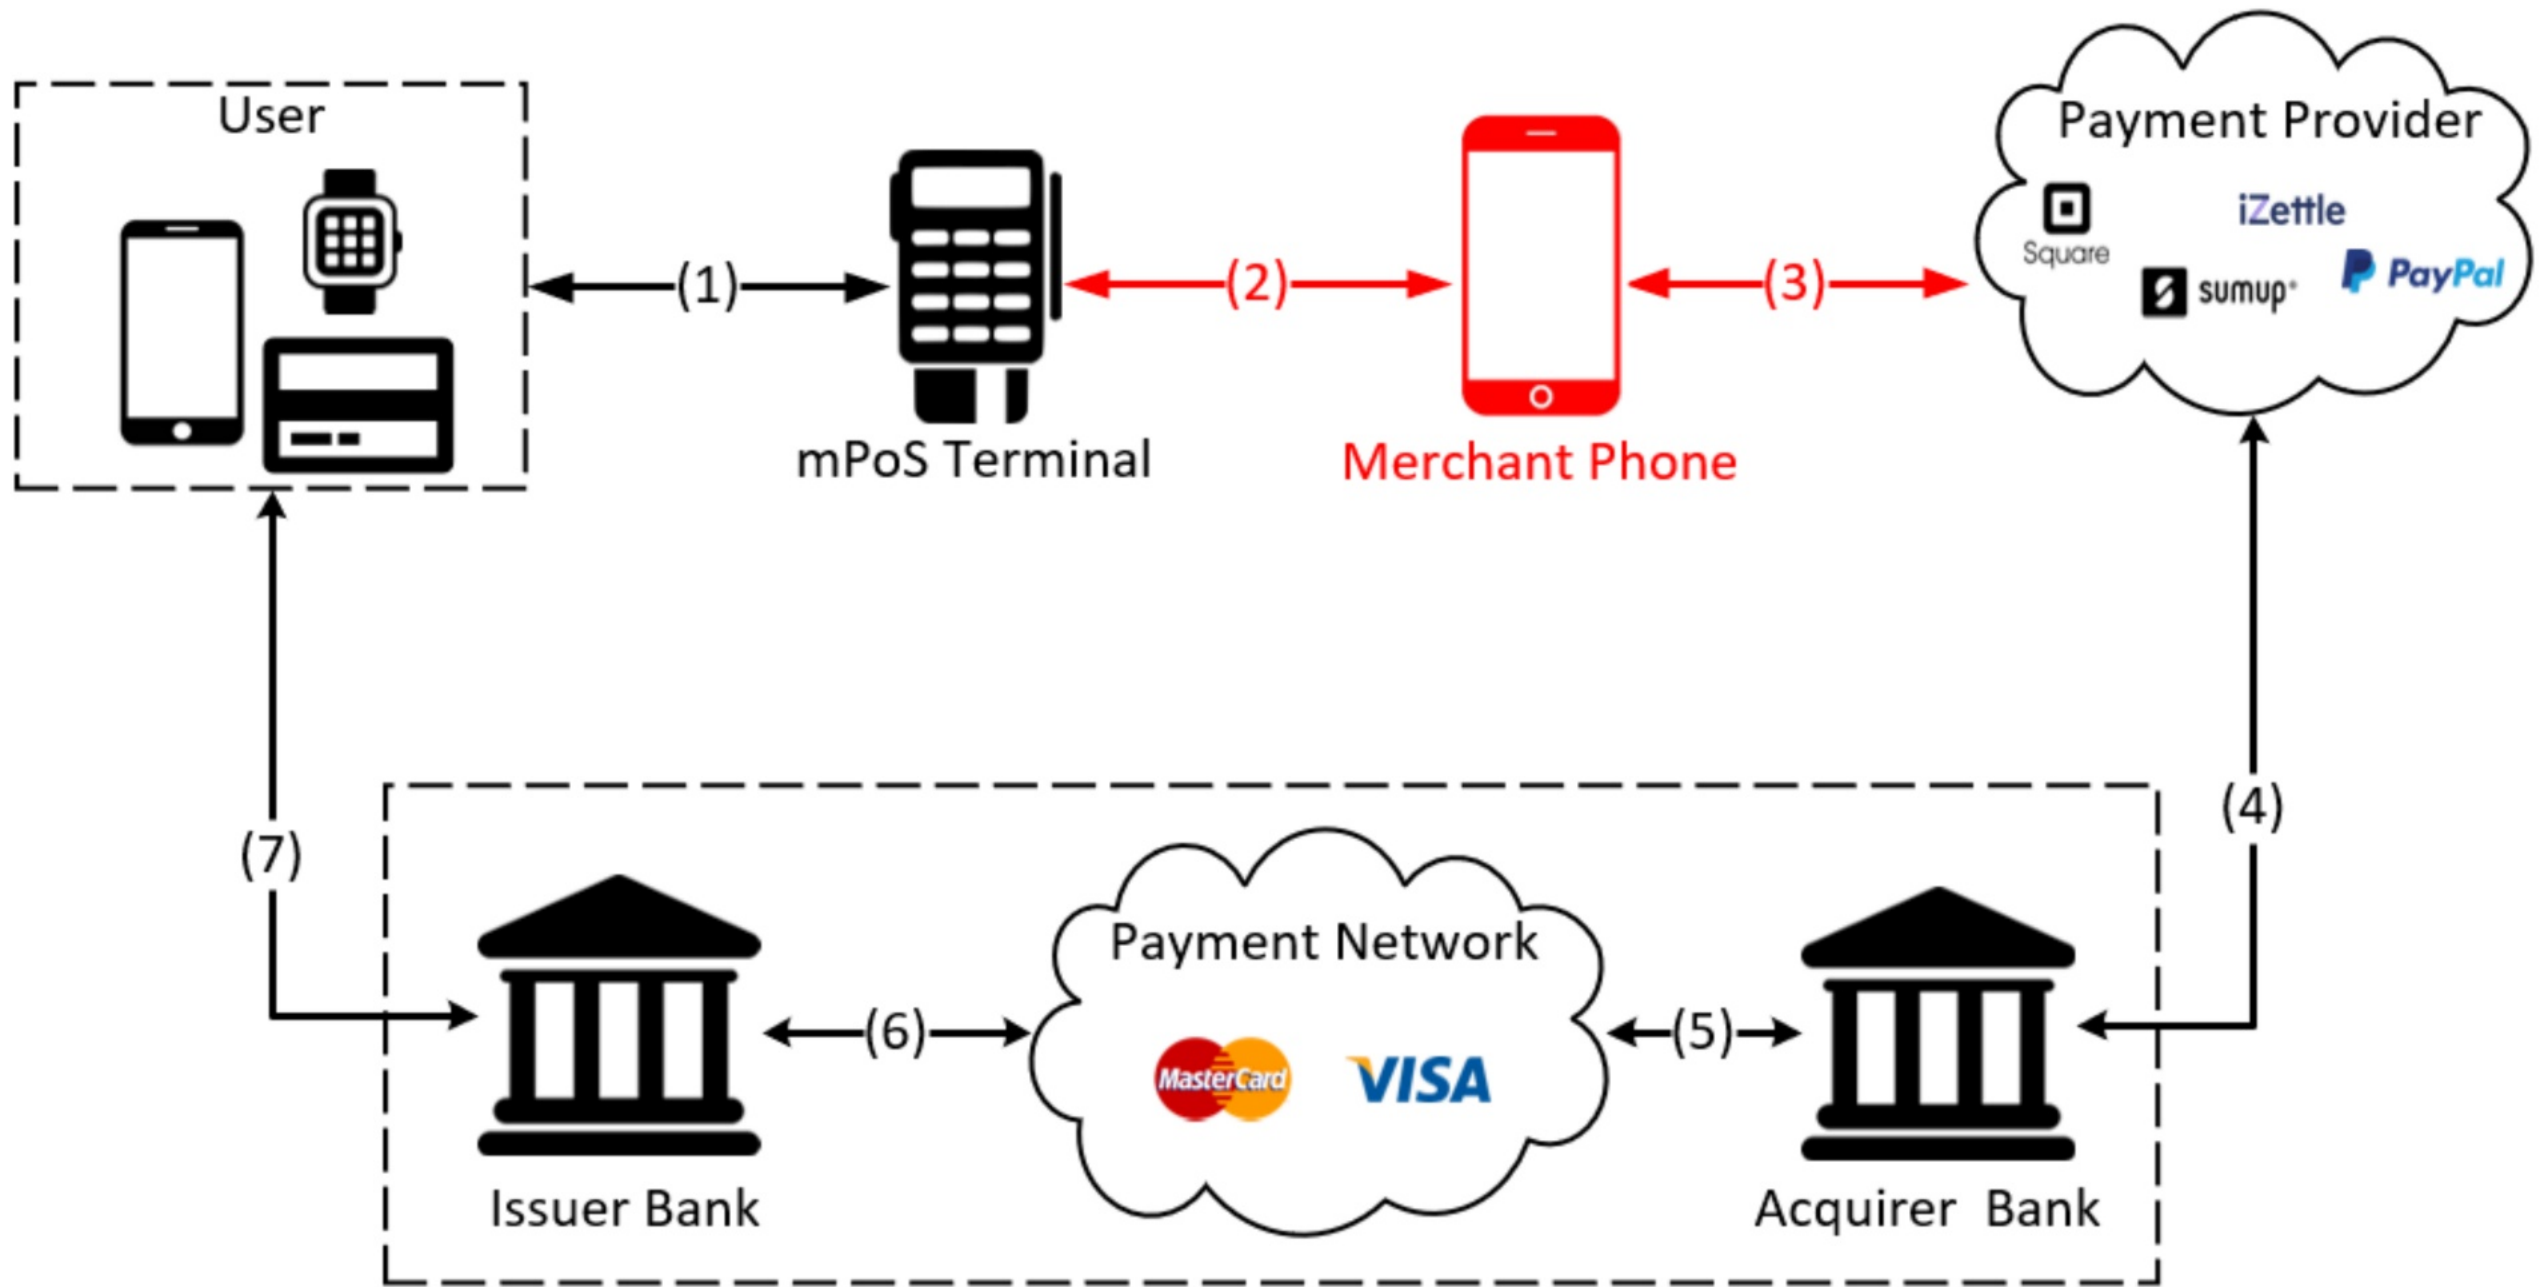 User
Payment Provider
Square
iZettle
sumup
PayPal
(1)
(2)
(3)
mPoS Terminal
Merchant Phone
(4)
(7)
Payment Network
MasterCard
VISA
(6)
(5)
Issuer Bank
Acquirer Bank